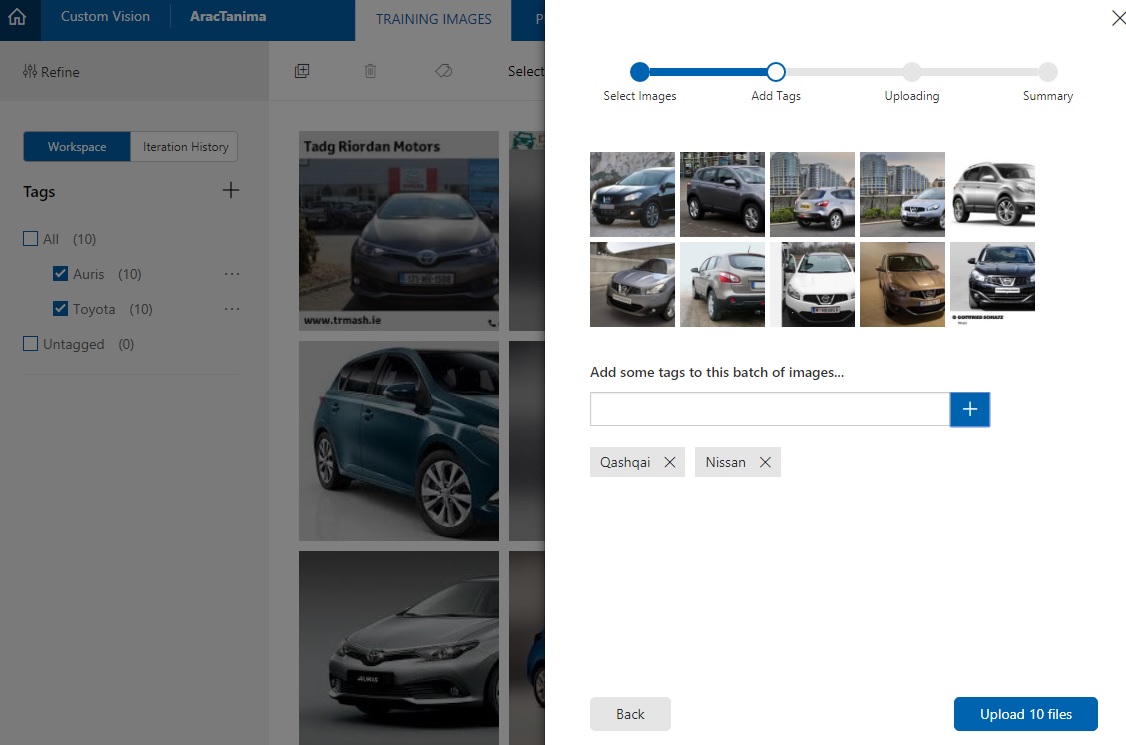 Custom Vision
AracTanima
TRAINING IMAGES
P
Refine
Select
Workspace
Iteration History
Tags
All (10)
Auris (10)
Toyota (10)
Untagged (0)
Tadg Riordan Motors
www.trmash.ie
AURIS
Select Images
Add Tags
Uploading
Summary
Add some tags to this batch of images...
Qashqai
Nissan
Back
Upload 10 files